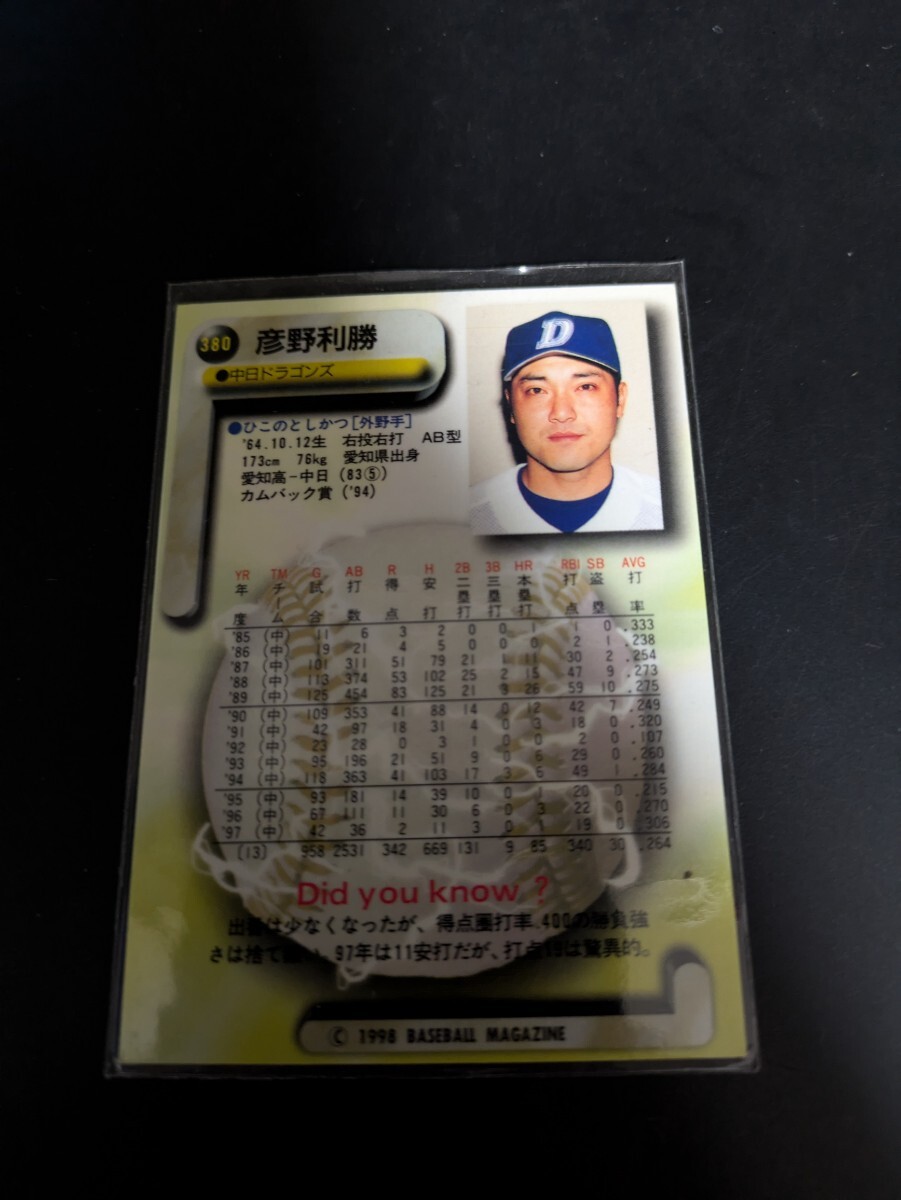 380 彦野利勝
●中日ドラゴンズ
D
●ひこのとしかつ[外野手]
'64.10.12生 右投右打 AB型
173cm 76kg 愛知県出身
愛知高-中日(83⑤)
カムバック賞('94)
YR TM G AB R H 2B 3B HR RBI SB AVG
年度 チーム 試合 打数 得点 安打 二塁打 三塁打 本塁打 打点 盗塁 打率
'85 (中) 11 6 3 2 0 0 1 1 0 .333
'86 (中) 19 21 4 5 0 0 0 2 1 .238
'87 (中) 101 311 51 79 21 1 11 30 2 .254
'88 (中) 113 374 53 102 25 2 15 47 9 .273
'89 (中) 125 454 83 125 21 3 26 59 10 .275
'90 (中) 109 353 41 88 14 0 12 42 7 .249
'91 (中) 42 97 18 31 4 0 3 18 0 .320
'92 (中) 23 28 0 3 1 0 0 2 0 .107
'93 (中) 95 196 21 51 9 0 6 29 0 .260
'94 (中) 118 363 41 103 17 3 6 49 1 .284
'95 (中) 93 181 14 39 10 0 1 20 0 .215
'96 (中) 67 111 11 30 6 0 3 22 0 .270
'97 (中) 42 36 2 11 3 0 1 19 0 .306
(13) 958 2531 342 669 131 9 85 340 30 .264
Did you know ?
出番は少なくなったが、得点圏打率.400の勝負強
さは捨て難い。97年は11安打だが、打点19は驚異的。
© 1998 BASEBALL MAGAZINE